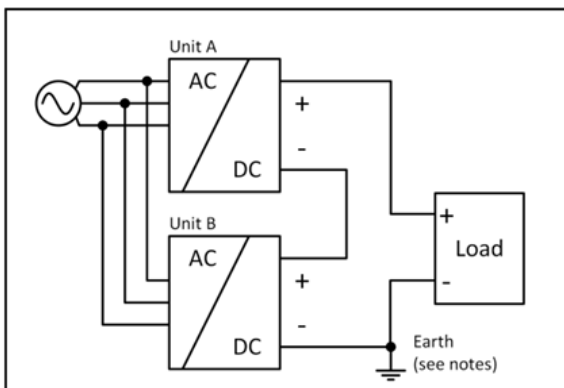 Unit A
AC
+
-
DC
Unit B
AC
+
-
DC
+
Load
-
Earth
(see notes)